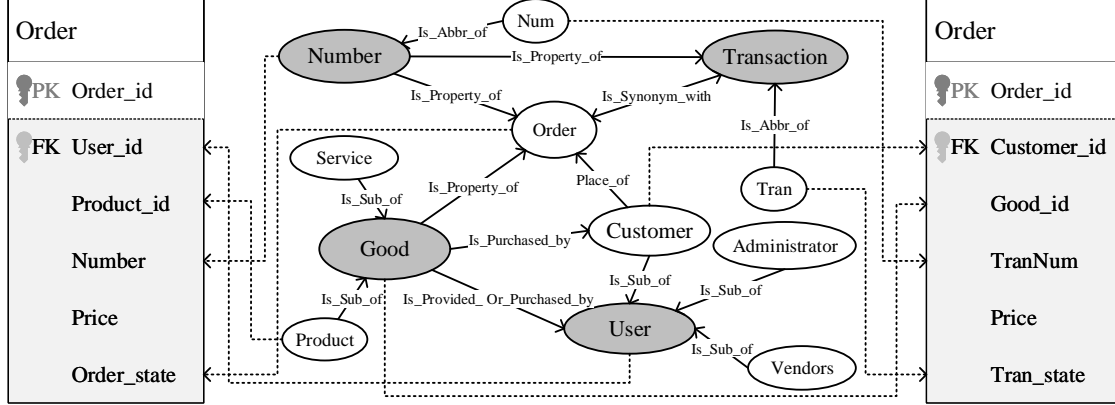 Order
PK Order_id
FK User_id
Product_id
Number
Price
Order_state
Num
Is_Abbr_of
Number
Is_Property_of
Transaction
Is_Property_of
Is_Synonym_with
Order
Is_Abbr_of
Service
Is_Sub_of
Is_Property_of
Place_of
Tran
Good
Is_Purchased_by
Customer
Administrator
Is_Sub_of
Is_Provided_ Or_Purchased_by
Is_Sub_of
Is_Sub_of
Product
User
Is_Sub_of
Vendors
Order
PK Order_id
FK Customer_id
Good_id
TranNum
Price
Tran_state